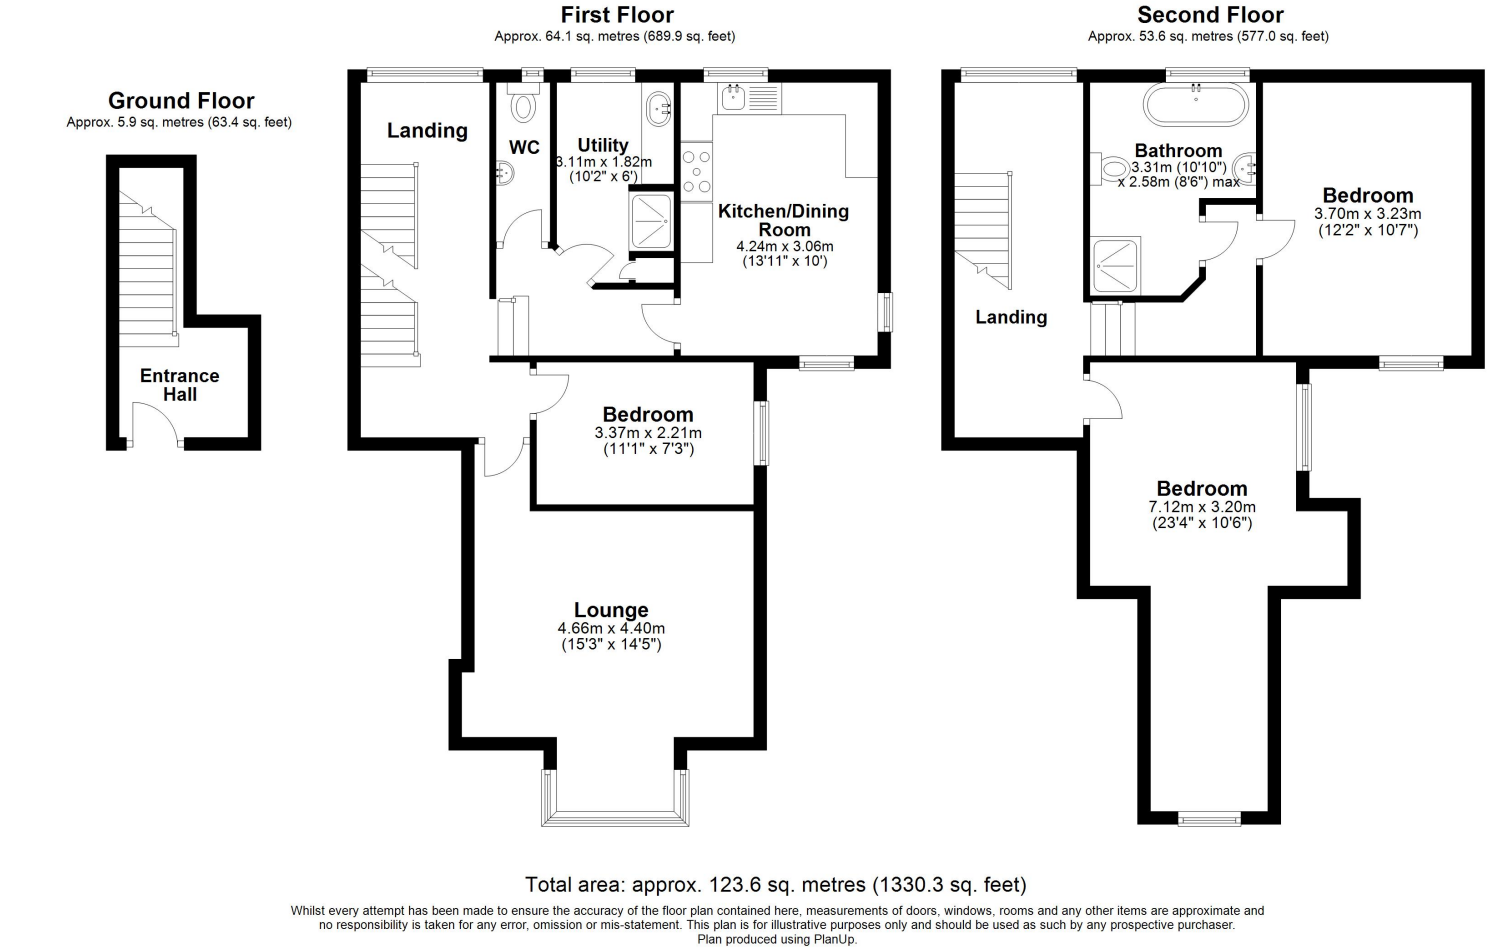 Ground Floor
Approx. 5.9 sq. metres (63.4 sq. feet)
Entrance
Hall
First Floor
Approx. 64.1 sq. metres (689.9 sq. feet)
Landing
WC
Utility
3.11m x 1.82m
(10'2" x 6')
Kitchen/Dining
Room
4.24m x 3.06m
(13'11" x 10')
Bedroom
3.37m x 2.21m
(11'1" x 7'3")
Lounge
4.66m x 4.40m
(15'3" x 14'5")
Second Floor
Approx. 53.6 sq. metres (577.0 sq. feet)
Bathroom
3.31m (10'10")
x 2.58m (8'6") max
Bedroom
3.70m x 3.23m
(12'2" x 10'7")
Landing
Bedroom
7.12m x 3.20m
(23'4" x 10'6")
Total area: approx. 123.6 sq. metres (1330.3 sq. feet)
Whilst every attempt has been made to ensure the accuracy of the floor plan contained here, measurements of doors, windows, rooms and any other items are approximate and
no responsibility is taken for any error, omission or mis-statement. This plan is for illustrative purposes only and should be used as such by any prospective purchaser.
Plan produced using PlanUp.